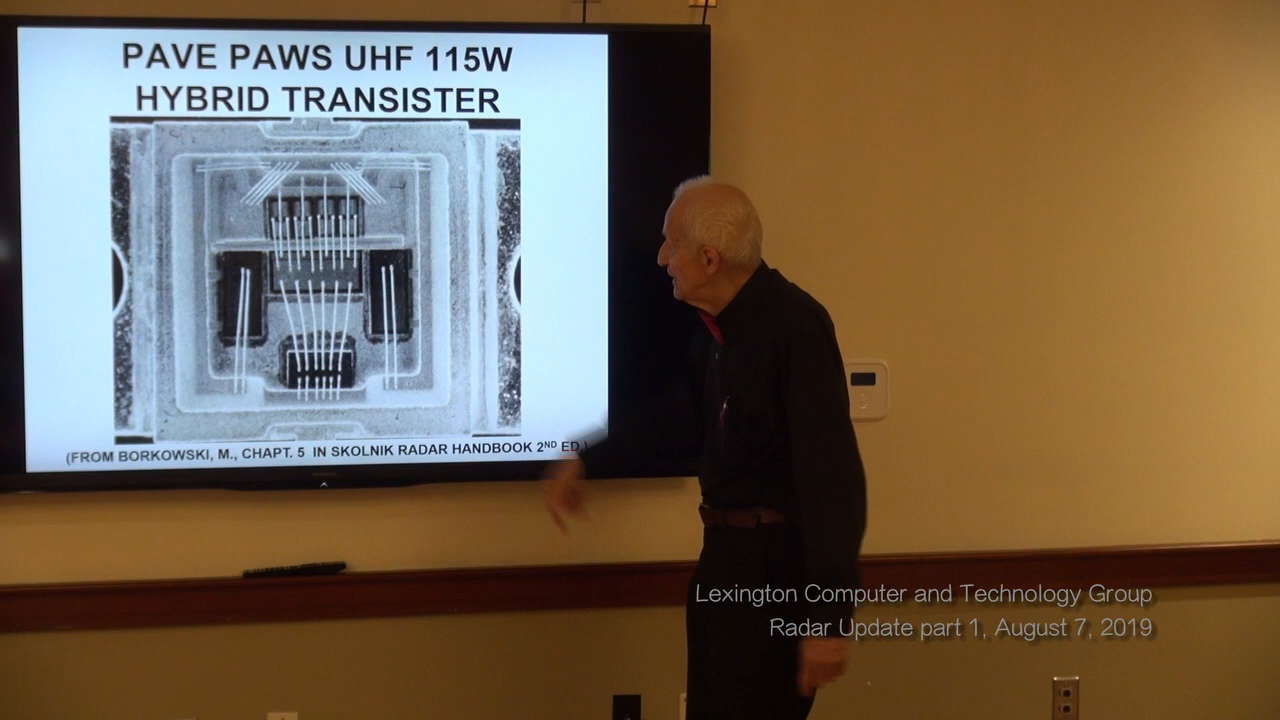 PAVE PAWS UHF 115W
HYBRID TRANSISTER
(FROM BORKOWSKI, M., CHAPT. 5 IN SKOLNIK RADAR HANDBOOK 2ND ED.)
Lexington Computer and Technology Group
Radar Update part 1, August 7, 2019